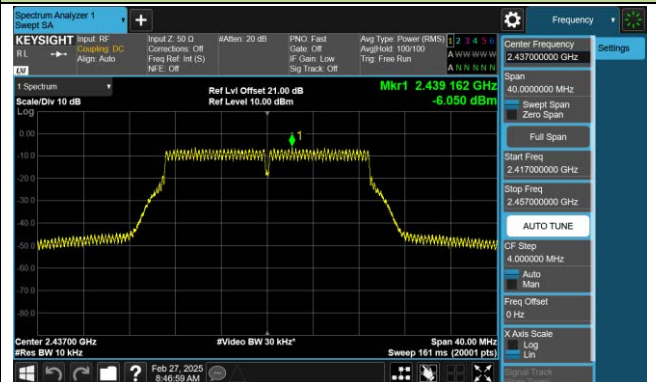 Spectrum Analyzer 1
Swept SA
+
Frequency
KEYSIGHT
RL
LXI
Input: RF
Coupling: DC
Align: Auto
Input Z: 50 Ω
Corrections: Off
Freq Ref: Int (S)
NFE: Off
#Atten: 20 dB
PNO: Fast
Gate: Off
IF Gain: Low
Sig Track: Off
Avg Type: Power (RMS)
Avg|Hold: 100/100
Trig: Free Run
1 2 3 4 5 6
A W W W W W
A N N N N N
1 Spectrum
Scale/Div 10 dB
Log
Ref Lvl Offset 21.00 dB
Ref Level 10.00 dBm
Mkr1 2.439 162 GHz
-6.050 dBm
1
0.00
-10.0
-20.0
-30.0
-40.0
-50.0
-60.0
-70.0
-80.0
Center 2.43700 GHz
#Res BW 10 kHz
#Video BW 30 kHz*
Span 40.00 MHz
Sweep 161 ms (20001 pts)
Feb 27, 2025
8:46:59 AM
Center Frequency
2.437000000 GHz
Settings
Span
40.0000000 MHz
Swept Span
Zero Span
Full Span
Start Freq
2.417000000 GHz
Stop Freq
2.457000000 GHz
AUTO TUNE
CF Step
4.000000 MHz
Auto
Man
Freq Offset
0 Hz
X Axis Scale
Log
Lin
Signal Track